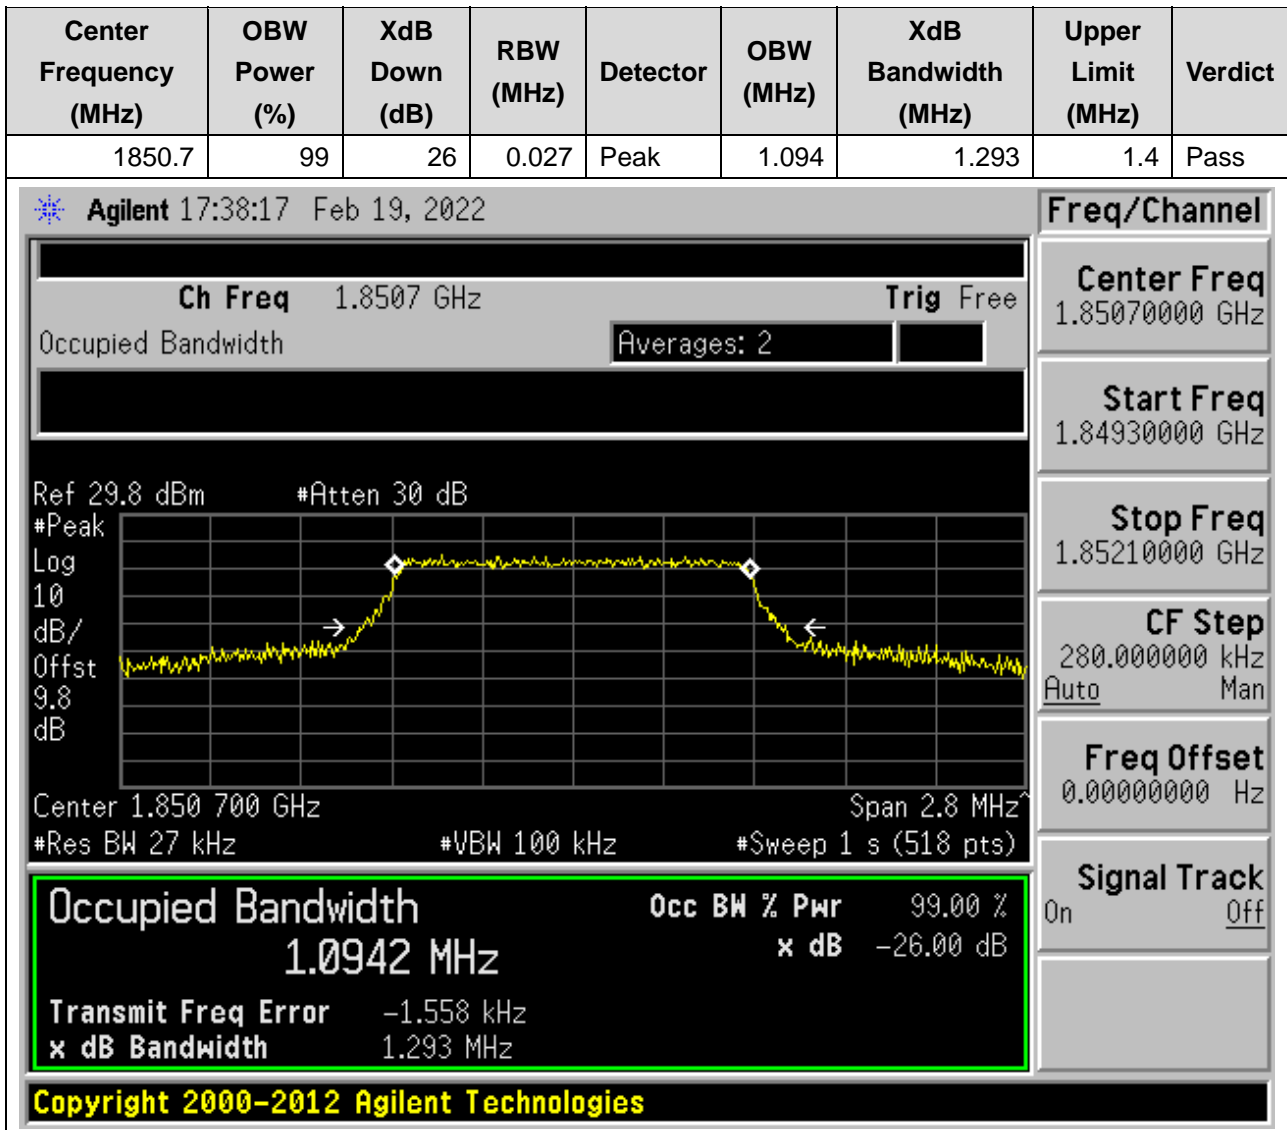 Center Frequency (MHz) OBW Power (%) XdB Down (dB) RBW (MHz) Detector OBW (MHz) XdB Bandwidth (MHz) Upper Limit (MHz) Verdict
1850.7 99 26 0.027 Peak 1.094 1.293 1.4 Pass
Agilent 17:38:17 Feb 19, 2022
Freq/Channel
Ch Freq 1.8507 GHz Trig Free
Occupied Bandwidth Averages: 2
Center Freq
1.85070000 GHz
Start Freq
1.84930000 GHz
Stop Freq
1.85210000 GHz
CF Step
280.000000 kHz
Auto Man
Freq Offset
0.00000000 Hz
Signal Track
On Off
Ref 29.8 dBm #Atten 30 dB
#Peak
Log
10
dB/
Offst
9.8
dB
Center 1.850 700 GHz Span 2.8 MHz^
#Res BW 27 kHz #VBW 100 kHz #Sweep 1 s (518 pts)
Occupied Bandwidth Occ BW % Pwr 99.00 %
1.0942 MHz x dB -26.00 dB
Transmit Freq Error -1.558 kHz
x dB Bandwidth 1.293 MHz
Copyright 2000-2012 Agilent Technologies